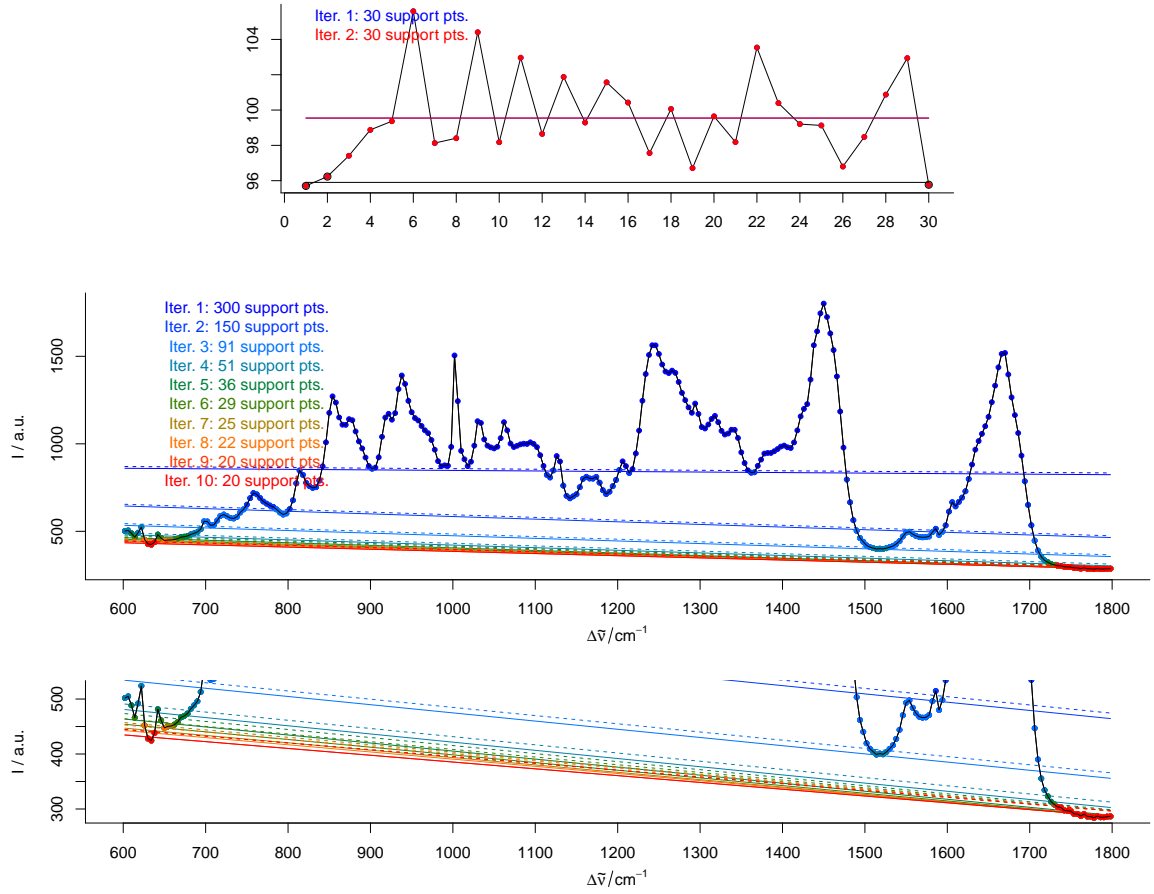 Iter. 1: 30 support pts.
Iter. 2: 30 support pts.
104
100
98
96
0 2 4 6 8 10 12 14 16 18 20 22 24 26 28 30
Iter. 1: 300 support pts.
Iter. 2: 150 support pts.
Iter. 3: 91 support pts.
Iter. 4: 51 support pts.
Iter. 5: 36 support pts.
Iter. 6: 29 support pts.
Iter. 7: 25 support pts.
Iter. 8: 22 support pts.
Iter. 9: 20 support pts.
Iter. 10: 20 support pts.
I / a.u.
1500
1000
500
600 700 800 900 1000 1100 1200 1300 1400 1500 1600 1700 1800
Δν̃/cm⁻¹
I / a.u.
500
400
300
600 700 800 900 1000 1100 1200 1300 1400 1500 1600 1700 1800
Δν̃/cm⁻¹